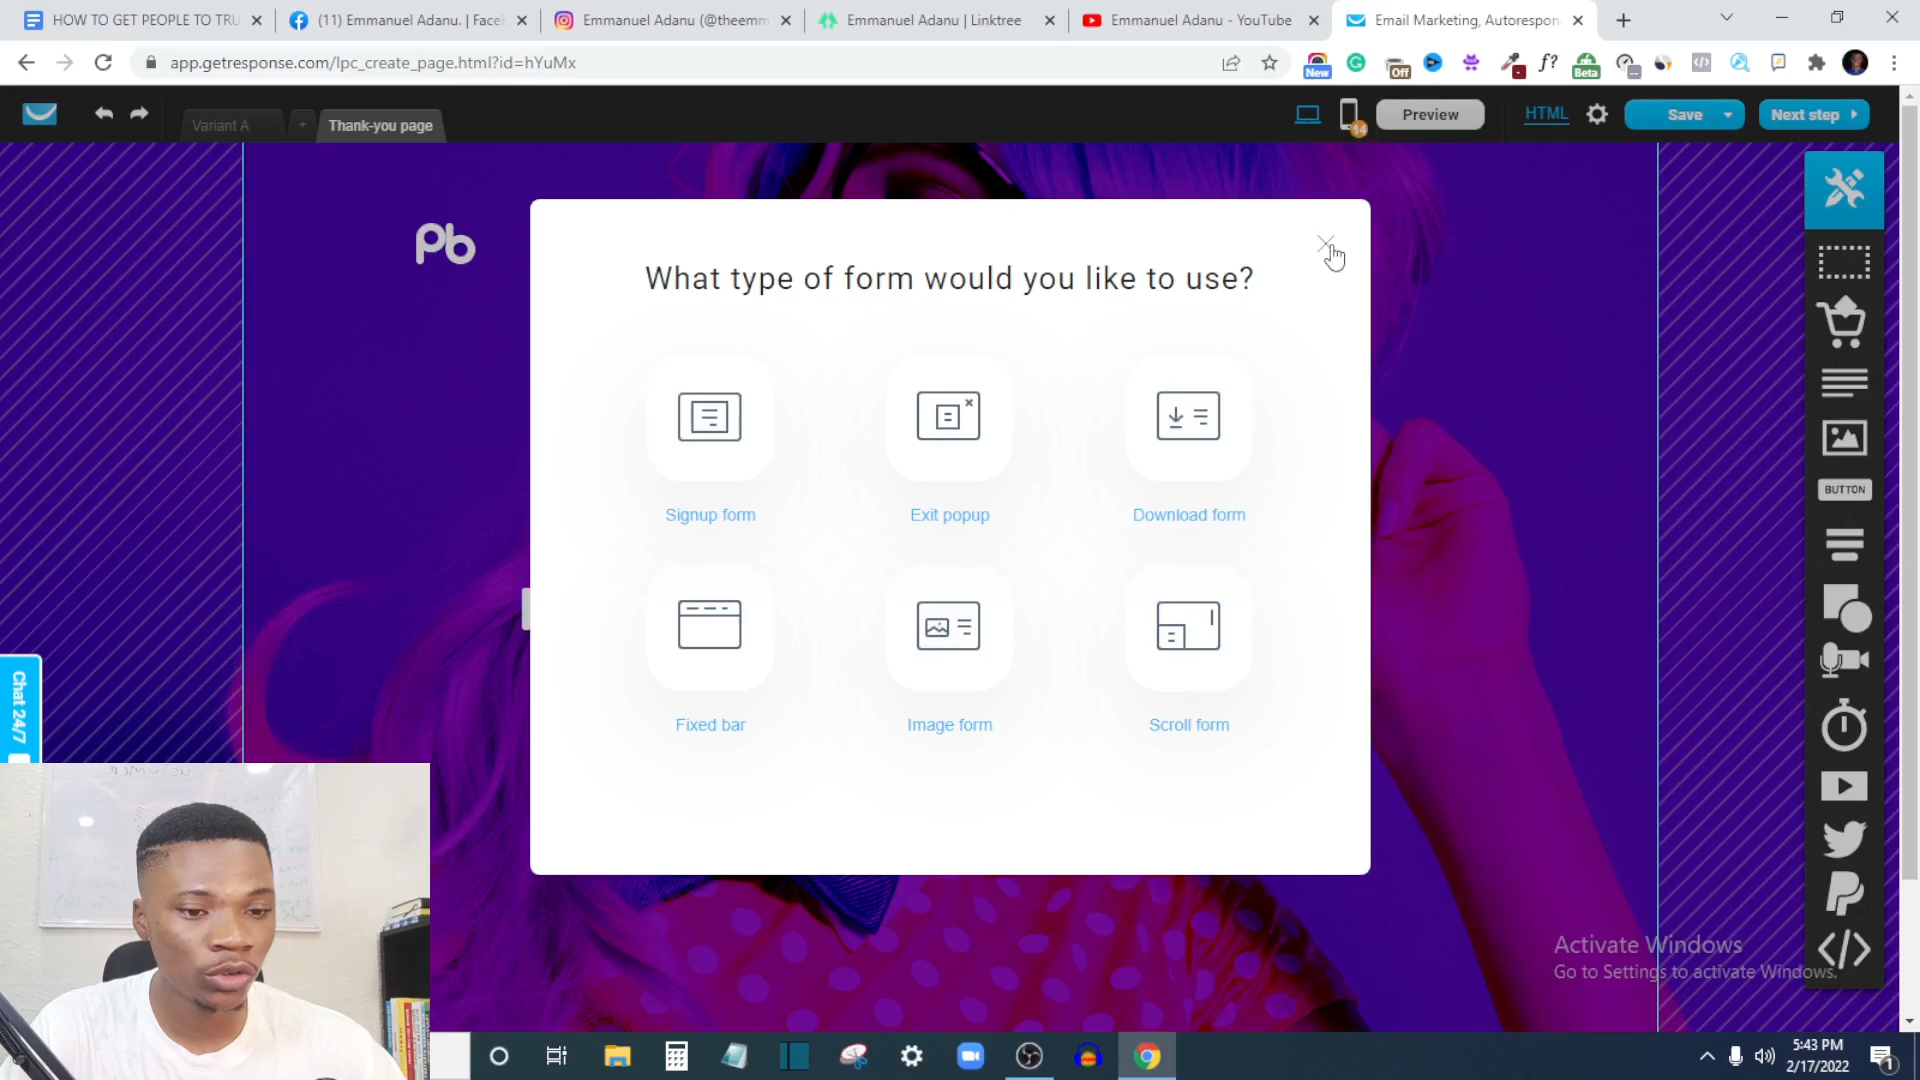 HOW TO GET PEOPLE TO TRU
(11) Emmanuel Adanu. | Facel
Emmanuel Adanu (@theemm
Emmanuel Adanu | Linktree
Emmanuel Adanu - YouTube
Email Marketing, Autorespon
app.getresponse.com/lpc_create_page.html?id=hYuMx
New
Off
f?
Beta
Variant A
+
Thank-you page
14
Preview
HTML
Save
Next step
Pb
What type of form would you like to use?
Signup form
Exit popup
Download form
Fixed bar
Image form
Scroll form
BUTTON
Chat 24/7
Activate Windows
Go to Settings to activate Windows.
5:43 PM
2/17/2022
1